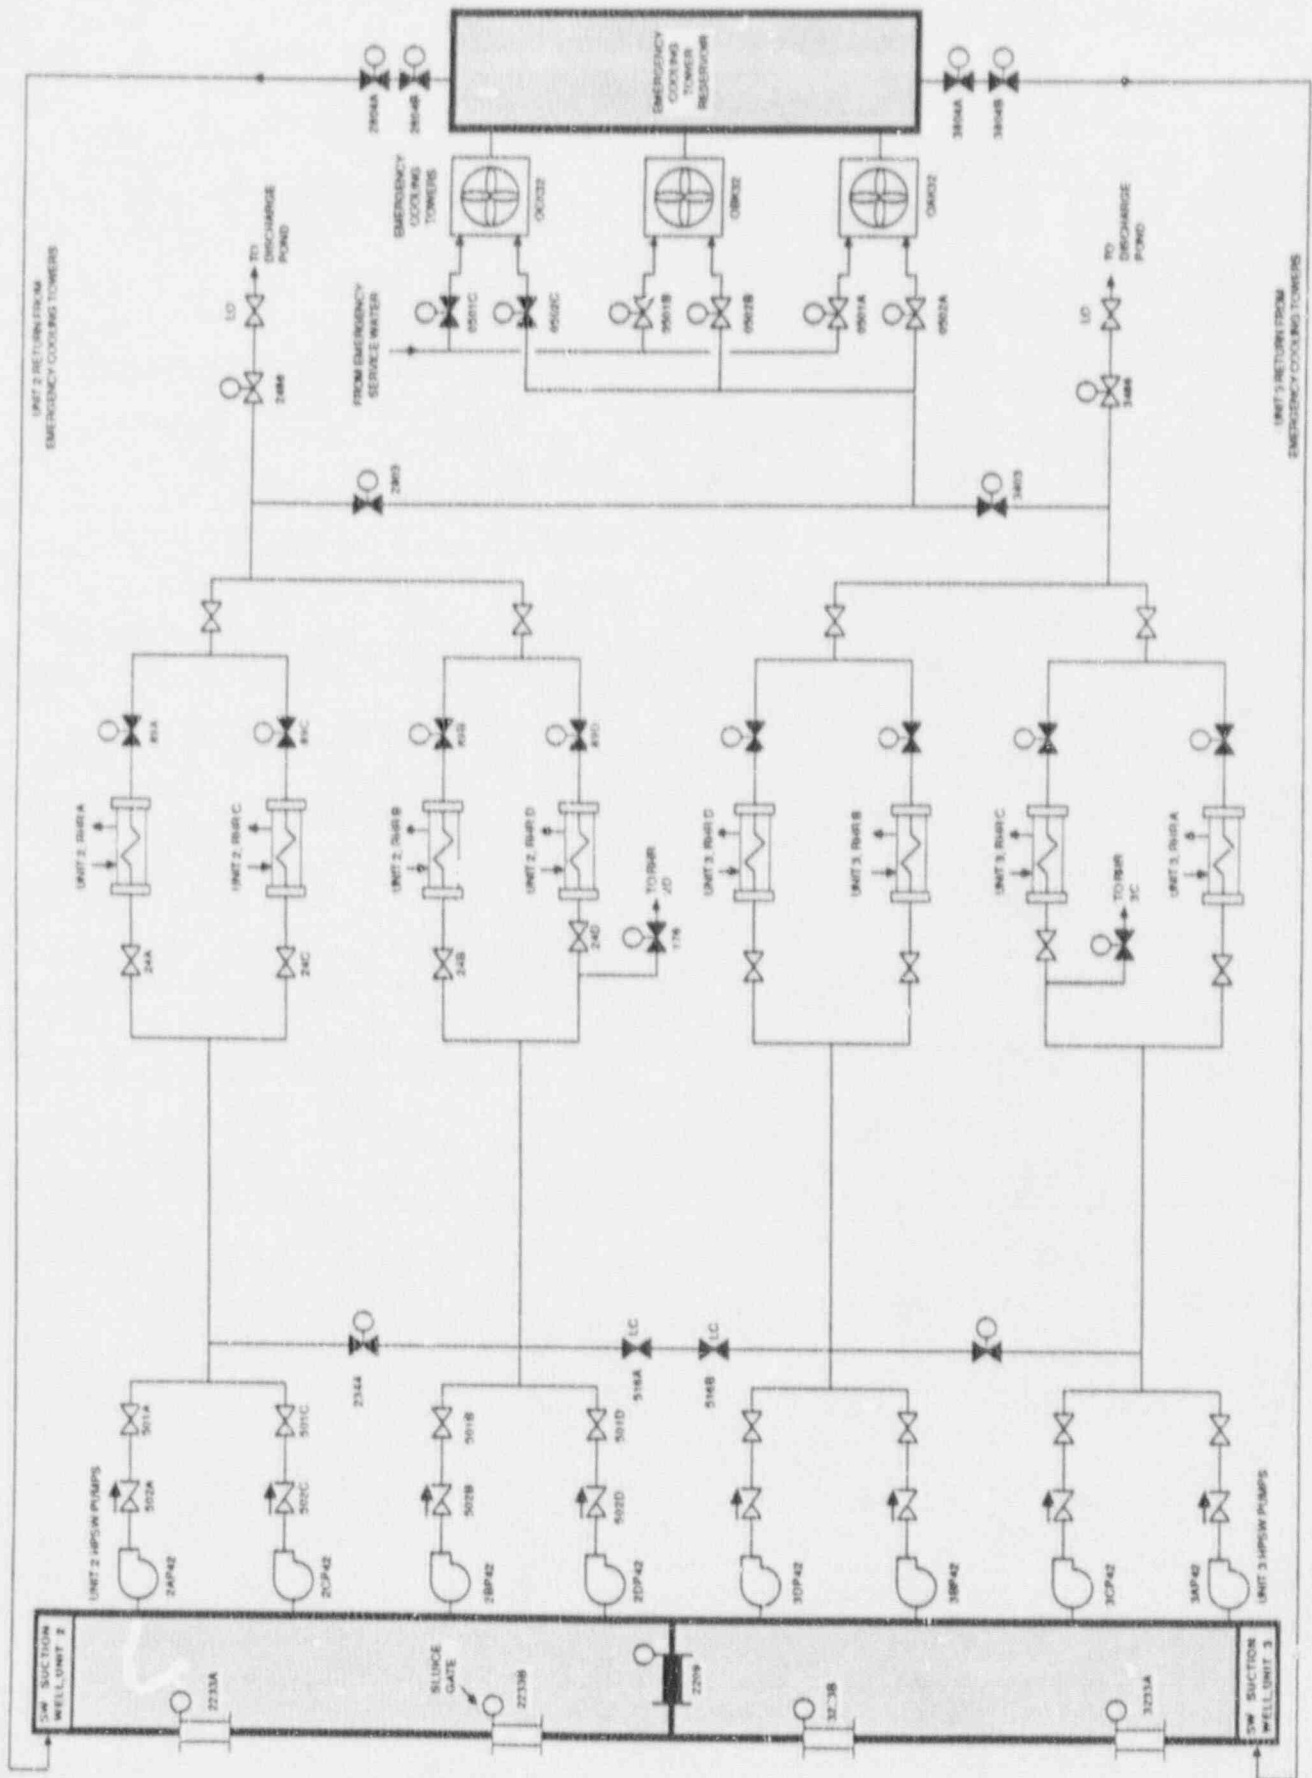 EMERGENCY
COOLING
TOWER
RESERVOIR
2804A
2804B
3804A
3804B
UNIT 2 RETURN FROM
EMERGENCY COOLING TOWERS
EMERGENCY
COOLING
TOWERS
0CK32
0BK32
0AK32
LO
TO
DISCHARGE
POND
2486
FROM EMERGENCY
SERVICE WATER
0501C
0502C
0501B
0502B
0501A
0502A
LO
TO
DISCHARGE
POND
3486
UNIT 3 RETURN FROM
EMERGENCY COOLING TOWERS
2803
3803
89A
89C
89B
89D
UNIT 2, RHR A
UNIT 2, RHR C
UNIT 2, RHR B
UNIT 2, RHR D
UNIT 3, RHR D
UNIT 3, RHR B
UNIT 3, RHR C
UNIT 3, RHR A
24A
24C
24B
24D
TO RHR
2D
176
TO RHR
3C
2344
LC
516A
LC
516B
501A
501C
501B
501D
UNIT 2 HPSW PUMPS
502A
502C
502B
502D
2AP42
2CP42
2BP42
2DP42
3DP42
3BP42
3CP42
3AP42
UNIT 3 HPSW PUMPS
SW SUCTION
WELL, UNIT 2
2233A
SLUICE
GATE
2233B
2209
3233A
SW SUCTION
WELL, UNIT 3